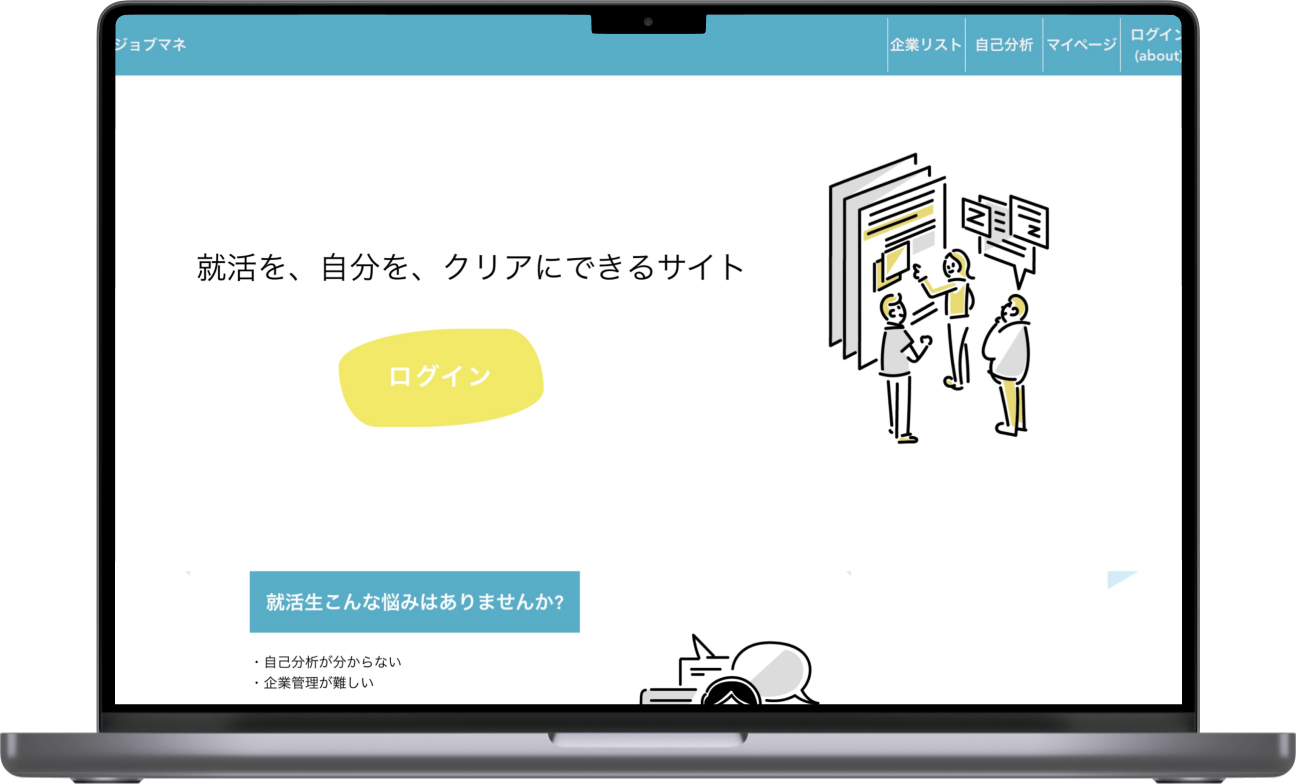 ジョブマネ
企業リスト
自己分析
マイページ
ログイン
(about)
就活を、自分を、クリアにできるサイト
ログイン
就活生こんな悩みはありませんか?
・自己分析が分からない
・企業管理が難しい